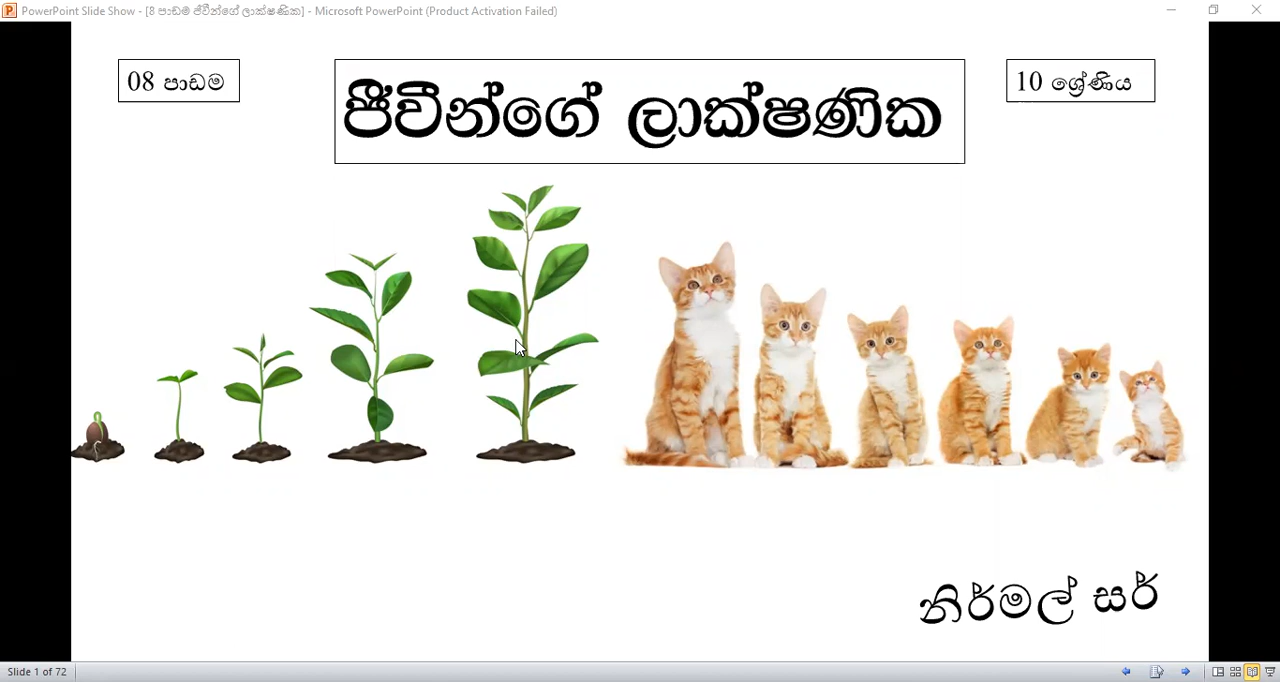 PowerPoint Slide Show - [8 පාඩම ජීවීන්ගේ ලාක්ෂණික] - Microsoft PowerPoint (Product Activation Failed)
08 පාඩම
ජීවීන්ගේ ලාක්ෂණික
10 ශ්‍රේණිය
නිර්මල් සර්
Slide 1 of 72